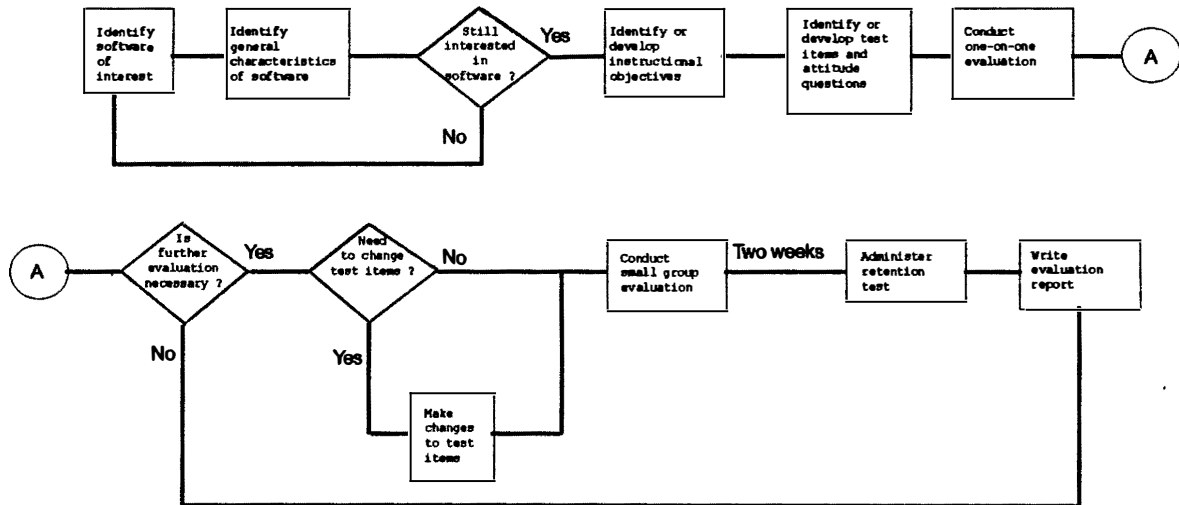 Identify
software
of
interest
Identify
general
characteristics
of software
Still
interested
in
software ?
Yes
No
Identify or
develop
instructional
objectives
Identify or
develop test
items and
attitude
questions
Conduct
one-on-one
evaluation
A
A
Is
further
evaluation
necessary ?
Yes
No
Need
to change
test items ?
No
Yes
Make
changes
to test
items
Conduct
small group
evaluation
Two weeks
Administer
retention
test
Write
evaluation
report